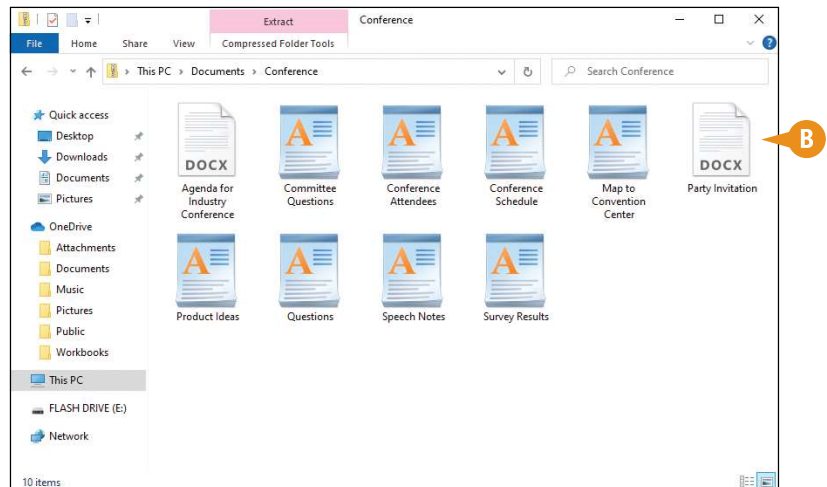 Extract
Conference
File
Home
Share
View
Compressed Folder Tools
This PC > Documents > Conference
Search Conference
Quick access
Desktop
Downloads
Documents
Pictures
OneDrive
Attachments
Documents
Music
Pictures
Public
Workbooks
This PC
FLASH DRIVE (E:)
Network
DOCX
Agenda for
Industry
Conference
A
Committee
Questions
A
Conference
Attendees
A
Conference
Schedule
A
Map to
Convention
Center
DOCX
Party Invitation
B
A
Product Ideas
A
Questions
A
Speech Notes
A
Survey Results
10 items